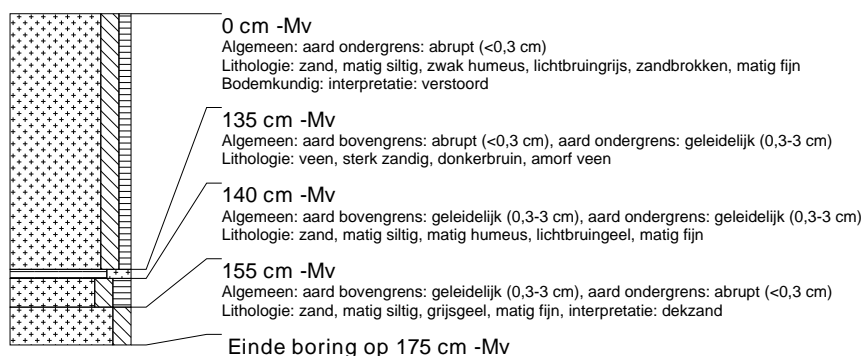 0 cm -Mv
Algemeen: aard ondergrens: abrupt (<0,3 cm)
Lithologie: zand, matig siltig, zwak humeus, lichtbruingrijs, zandbrokken, matig fijn
Bodemkundig: interpretatie: verstoord
135 cm -Mv
Algemeen: aard bovengrens: abrupt (<0,3 cm), aard ondergrens: geleidelijk (0,3-3 cm)
Lithologie: veen, sterk zandig, donkerbruin, amorf veen
140 cm -Mv
Algemeen: aard bovengrens: geleidelijk (0,3-3 cm), aard ondergrens: geleidelijk (0,3-3 cm)
Lithologie: zand, matig siltig, matig humeus, lichtbruingeel, matig fijn
155 cm -Mv
Algemeen: aard bovengrens: geleidelijk (0,3-3 cm), aard ondergrens: abrupt (<0,3 cm)
Lithologie: zand, matig siltig, grijsgeel, matig fijn, interpretatie: dekzand
Einde boring op 175 cm -Mv